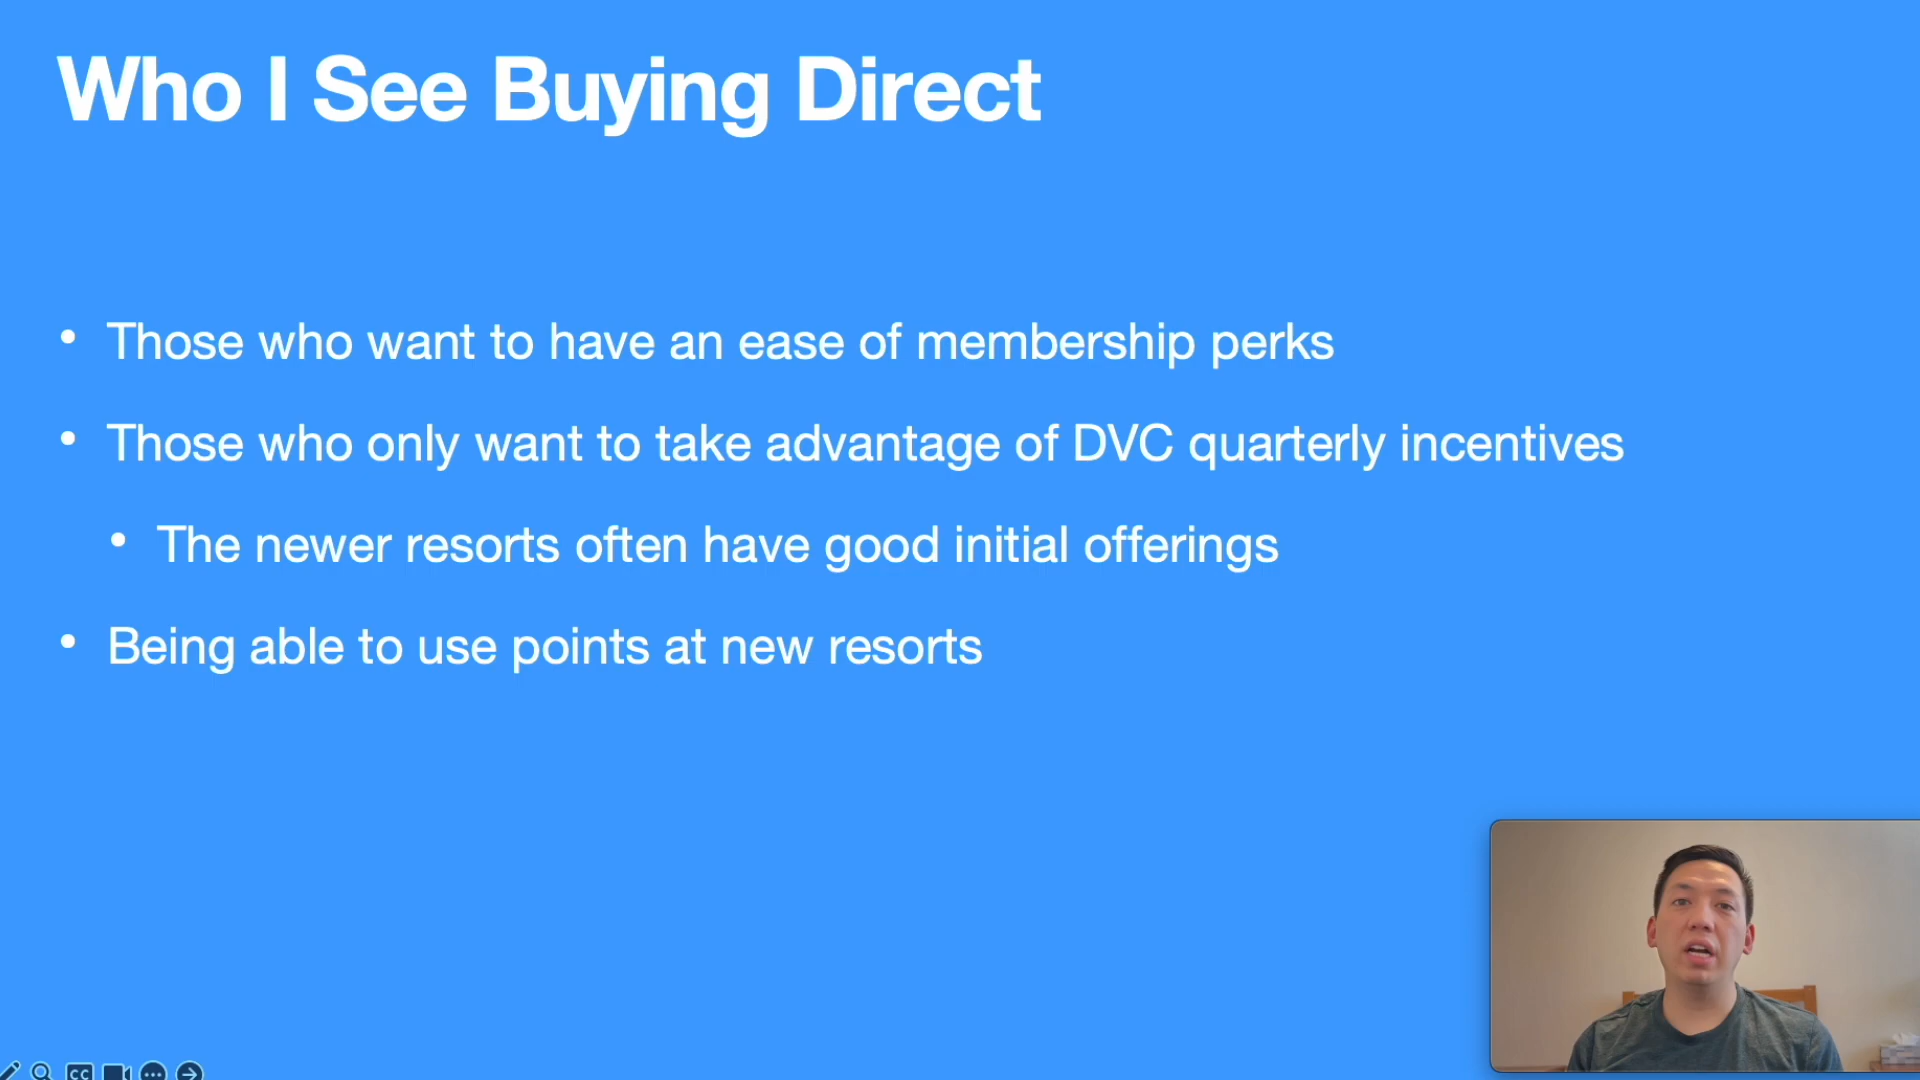 Who I See Buying Direct
• Those who want to have an ease of membership perks
• Those who only want to take advantage of DVC quarterly incentives
• The newer resorts often have good initial offerings
• Being able to use points at new resorts
CC